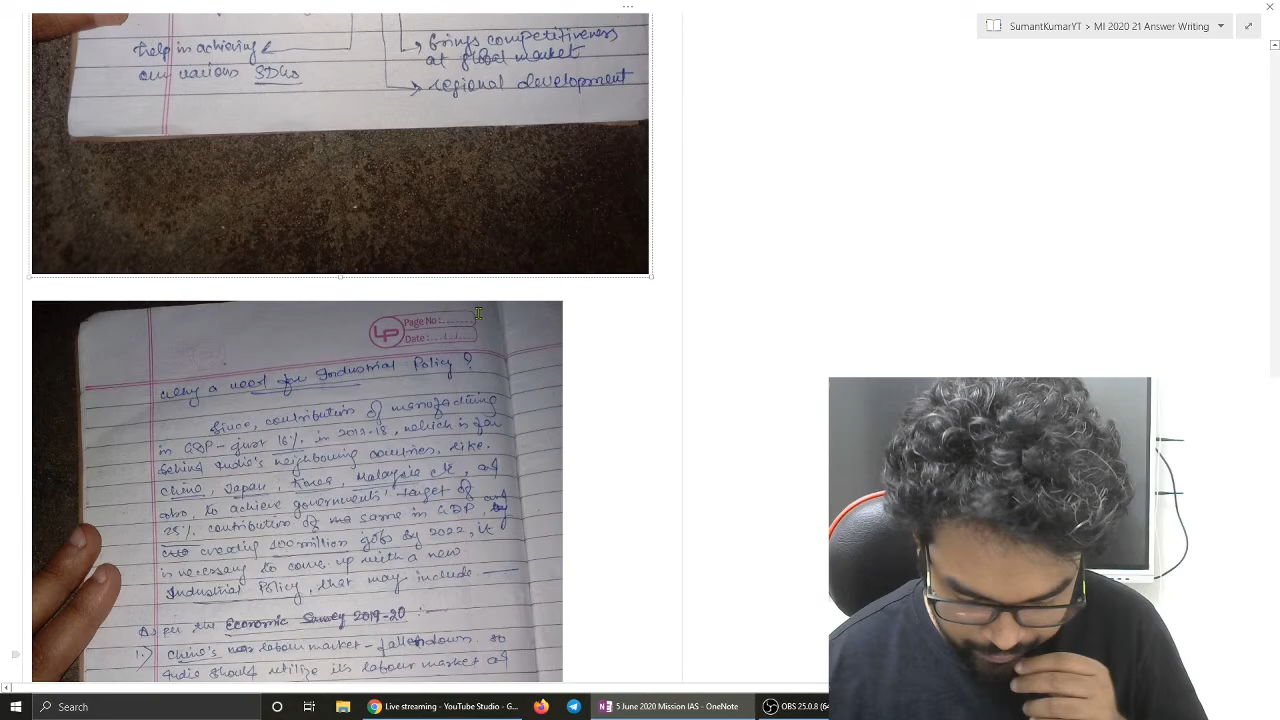 SumantKumarYT > MI 2020 21 Answer Writing
help in achieving
our various SDGs
brings competitiveness
at global market
regional development
LP
Page No:
Date:
Why a need for Industrial Policy?
Since, contribution of manufacturing
in GDP - just 16% in 2017-18, which is far
behind India's neighbouring countries, like
China, Japan, Korea, Malaysia etc, and
also, to achieve governments' target of
25% contribution of same in GDP, and
creating 100 million jobs by 2022, it
is necessary to come up with a new
Industrial Policy, that may include —
As per the Economic Survey 2019-20 :-
1.) China's labour market - fallen down. so
India should utilize its labour market as
Search
Live streaming - YouTube Studio - G...
5 June 2020 Mission IAS - OneNote
OBS 25.0.8 (64